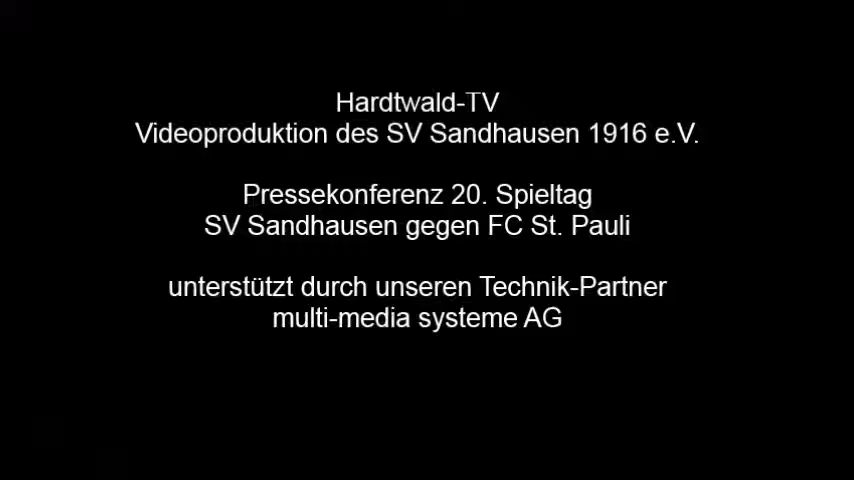 Hardtwald-TV
Videoproduktion des SV Sandhausen 1916 e.V.
Pressekonferenz 20. Spieltag
SV Sandhausen gegen FC St. Pauli
unterstützt durch unseren Technik-Partner
multi-media systeme AG